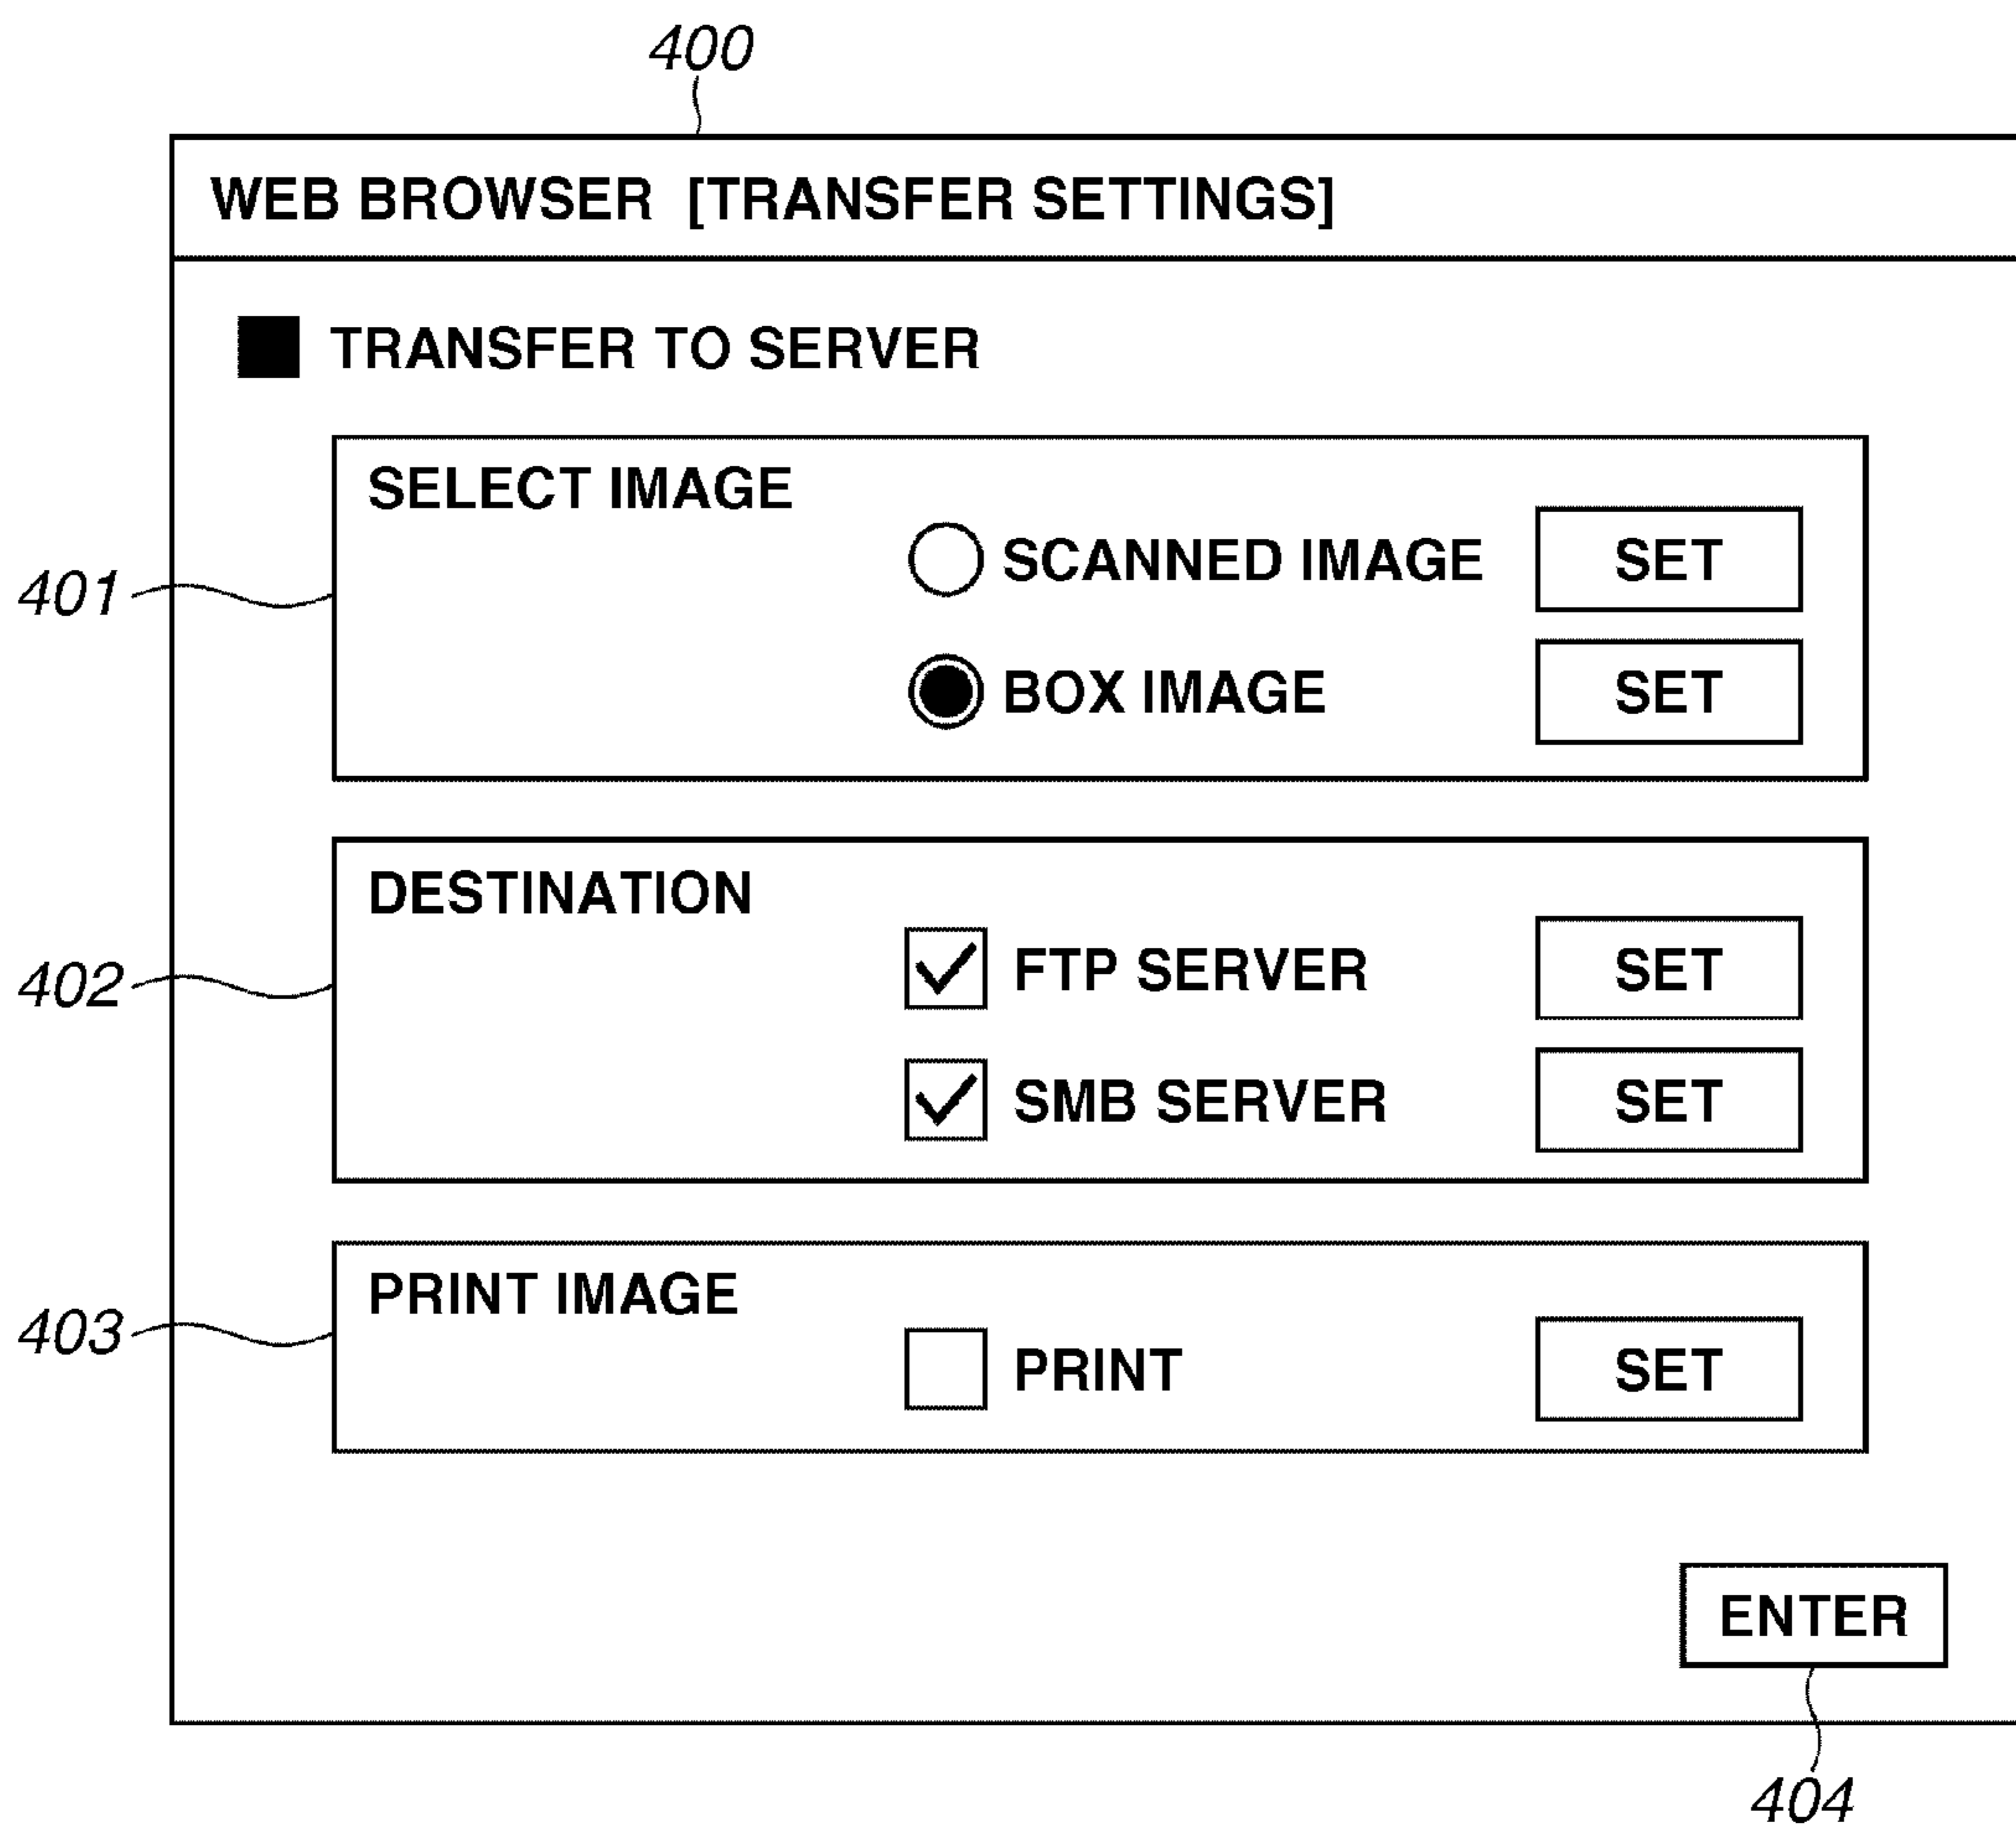 400
WEB BROWSER [TRANSFER SETTINGS]
TRANSFER TO SERVER
SELECT IMAGE
SCANNED IMAGE SET
401
BOX IMAGE SET
DESTINATION
FTP SERVER SET
402
SMB SERVER SET
PRINT IMAGE
403
PRINT SET
ENTER
404